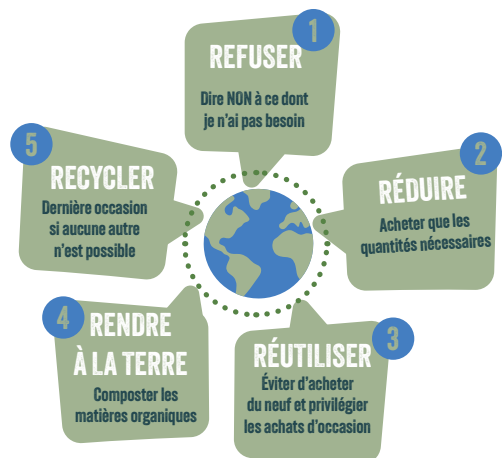 1
REFUSER
Dire NON à ce dont
je n'ai pas besoin
2
RÉDUIRE
Acheter que les
quantités nécessaires
3
RÉUTILISER
Éviter d'acheter
du neuf et privilégier
les achats d'occasion
4
RENDRE
À LA TERRE
Composter les
matières organiques
5
RECYCLER
Dernière occasion
si aucune autre
n'est possible